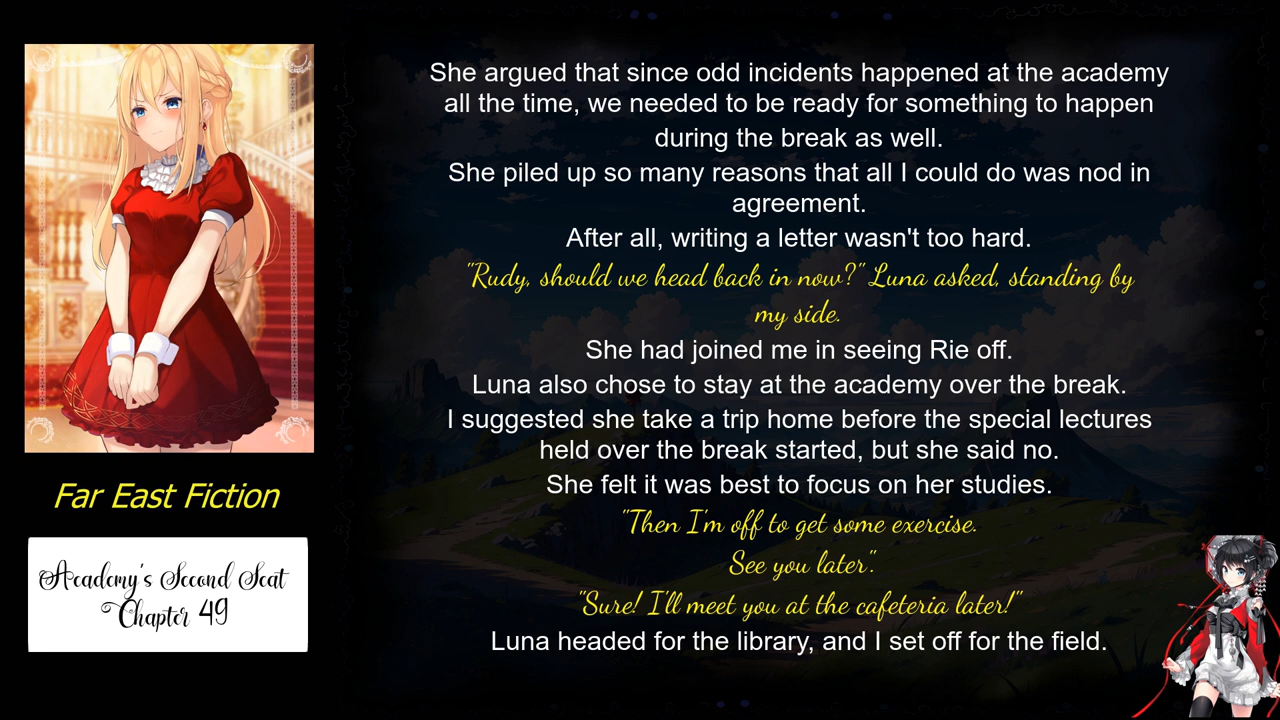 She argued that since odd incidents happened at the academy
all the time, we needed to be ready for something to happen
during the break as well.
She piled up so many reasons that all I could do was nod in
agreement.
After all, writing a letter wasn't too hard.
"Rudy, should we head back in now?" Luna asked, standing by
my side.
She had joined me in seeing Rie off.
Luna also chose to stay at the academy over the break.
I suggested she take a trip home before the special lectures
held over the break started, but she said no.
She felt it was best to focus on her studies.
"Then I'm off to get some exercise.
See you later".
"Sure! I'll meet you at the cafeteria later!"
Luna headed for the library, and I set off for the field.
Far East Fiction
Academy's Second Seat
Chapter 49